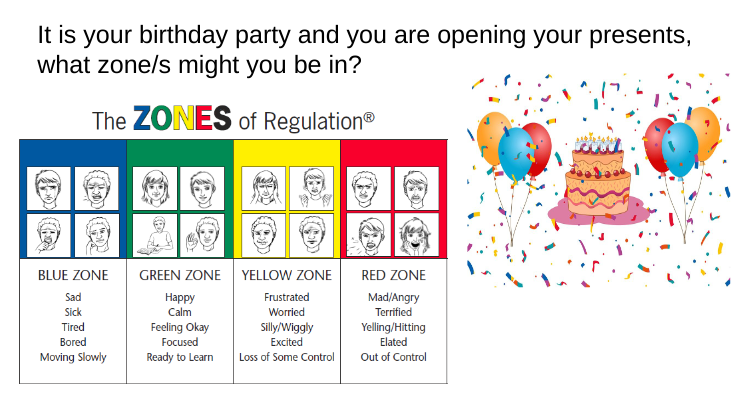 It is your birthday party and you are opening your presents,
what zone/s might you be in?
The ZONES of Regulation®
BLUE ZONE
Sad
Sick
Tired
Bored
Moving Slowly
GREEN ZONE
Happy
Calm
Feeling Okay
Focused
Ready to Learn
YELLOW ZONE
Frustrated
Worried
Silly/Wiggly
Excited
Loss of Some Control
RED ZONE
Mad/Angry
Terrified
Yelling/Hitting
Elated
Out of Control